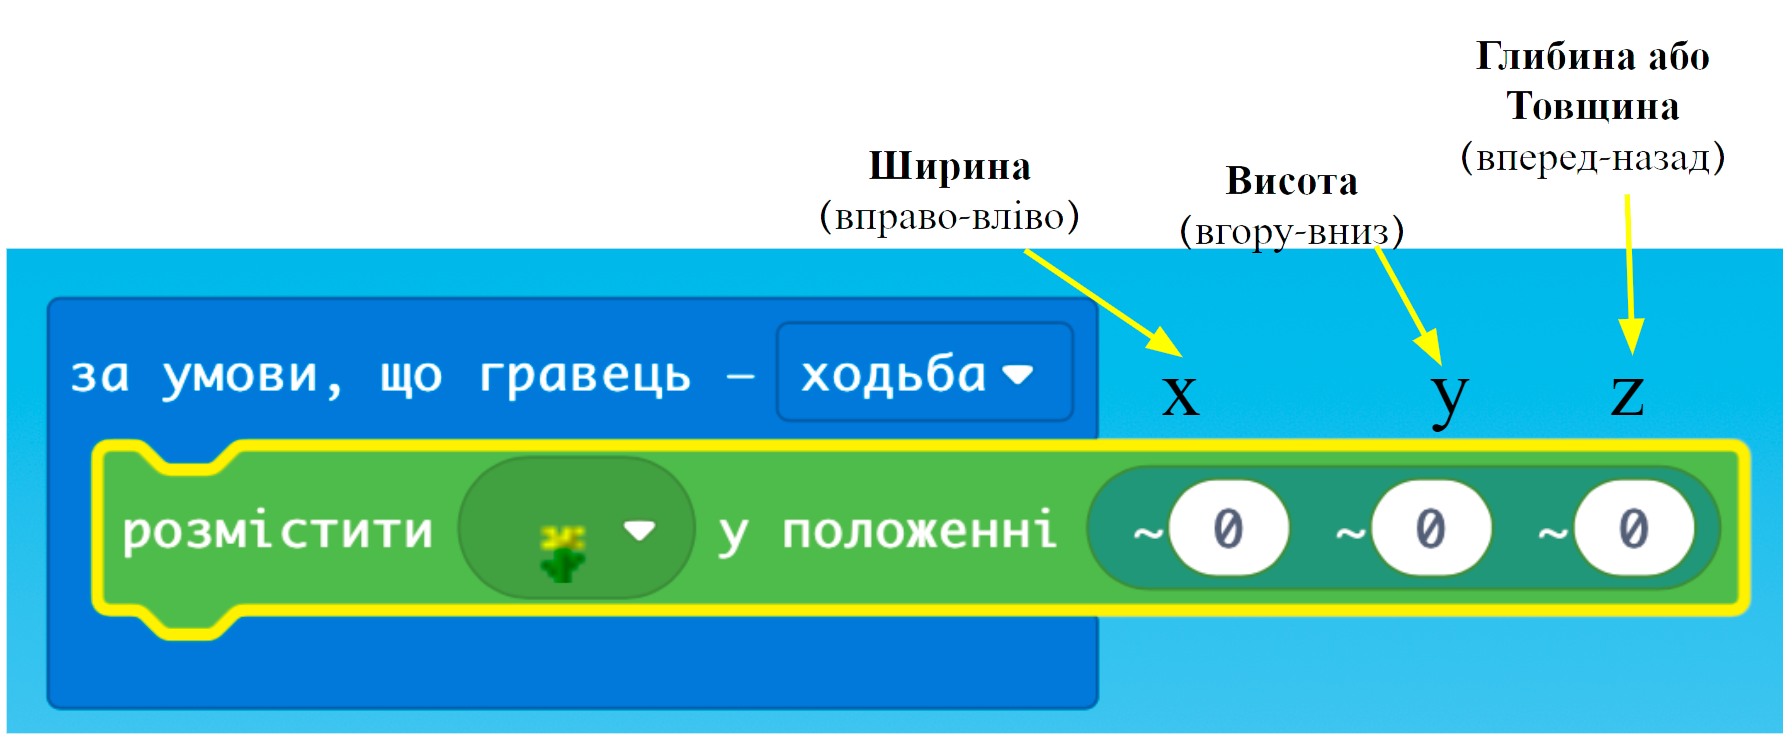 Глибина або
Товщина
(вперед-назад)
Ширина
(вправо-вліво)
Висота
(вгору-вниз)
x y z
за умови, що гравець – ходьба
розмістити у положенні ~0 ~0 ~0